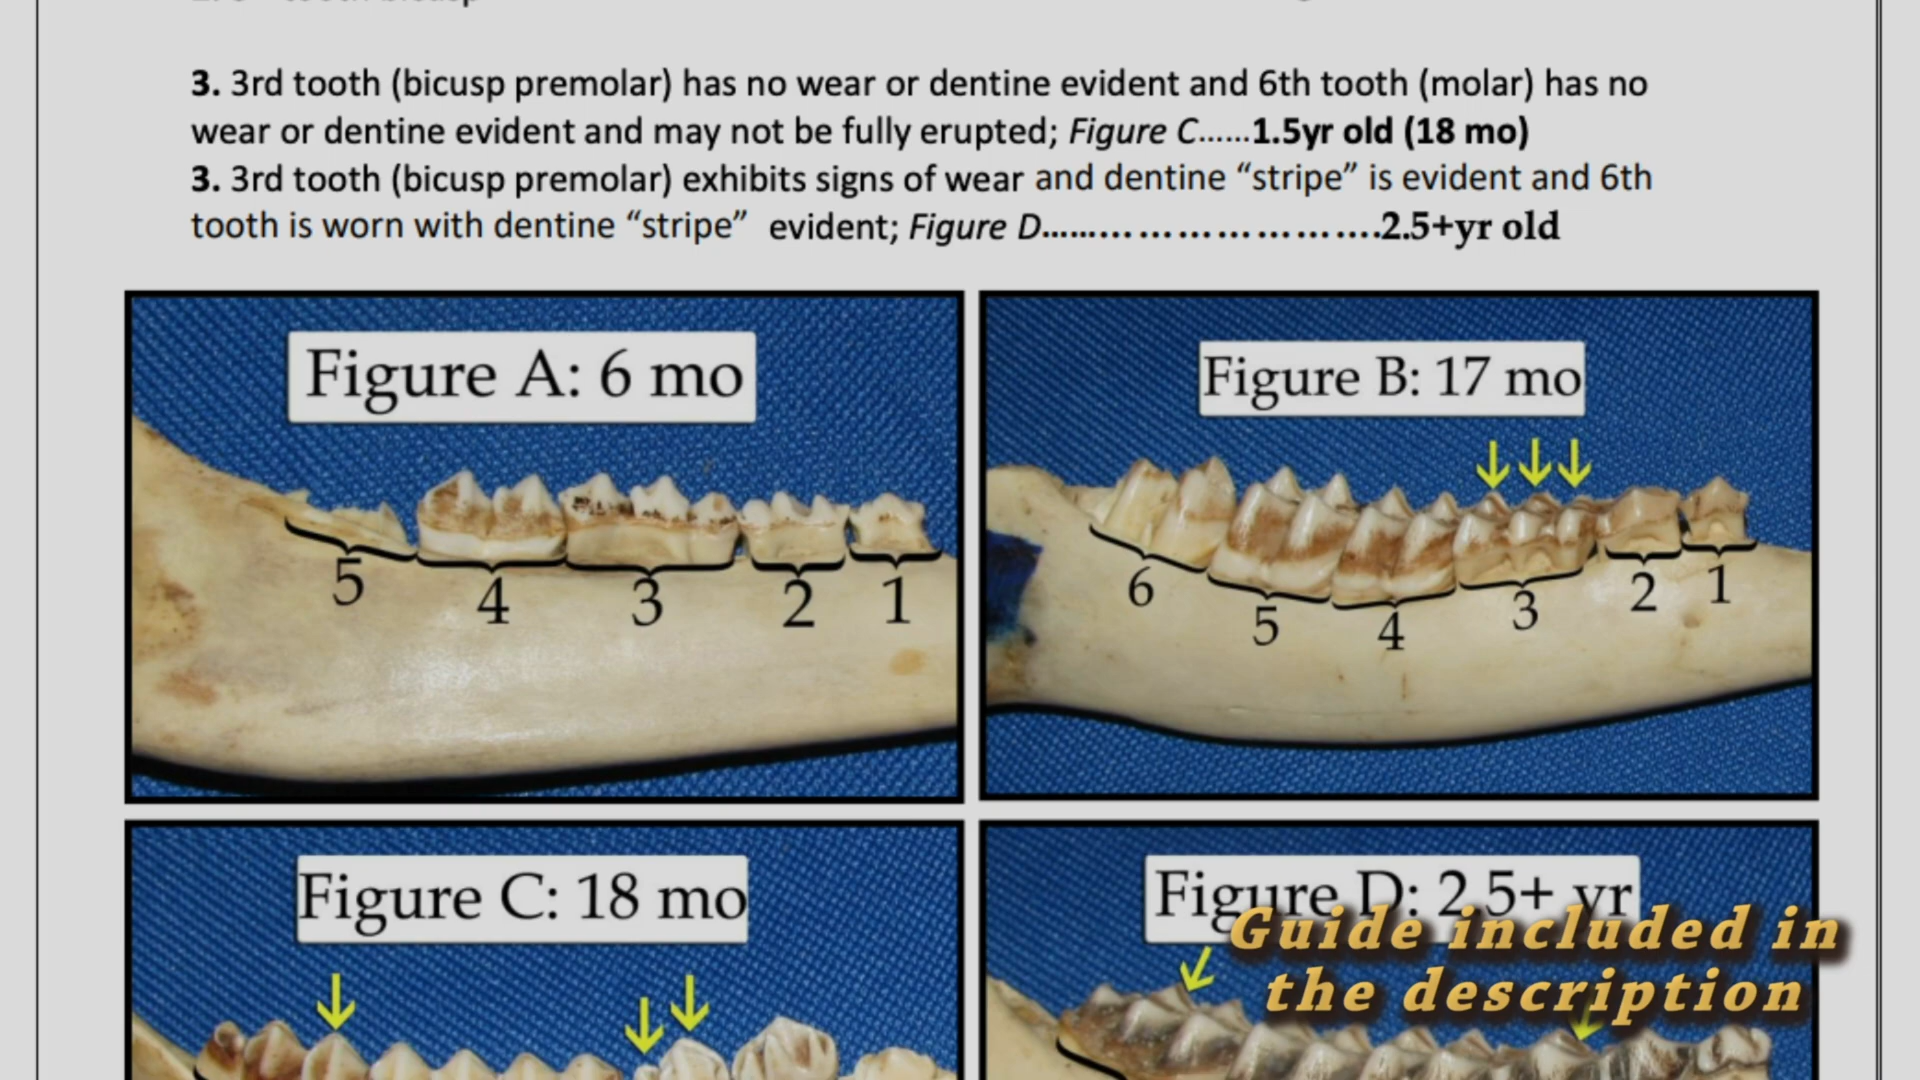 3. 3rd tooth (bicusp premolar) has no wear or dentine evident and 6th tooth (molar) has no
wear or dentine evident and may not be fully erupted; Figure C......1.5yr old (18 mo)
3. 3rd tooth (bicusp premolar) exhibits signs of wear and dentine “stripe” is evident and 6th
tooth is worn with dentine “stripe” evident; Figure D..............................2.5+yr old
Figure A: 6 mo
5
4
3
2
1
Figure B: 17 mo
6
5
4
3
2
1
Figure C: 18 mo
Figure D: 2.5+ yr
Guide included in
the description